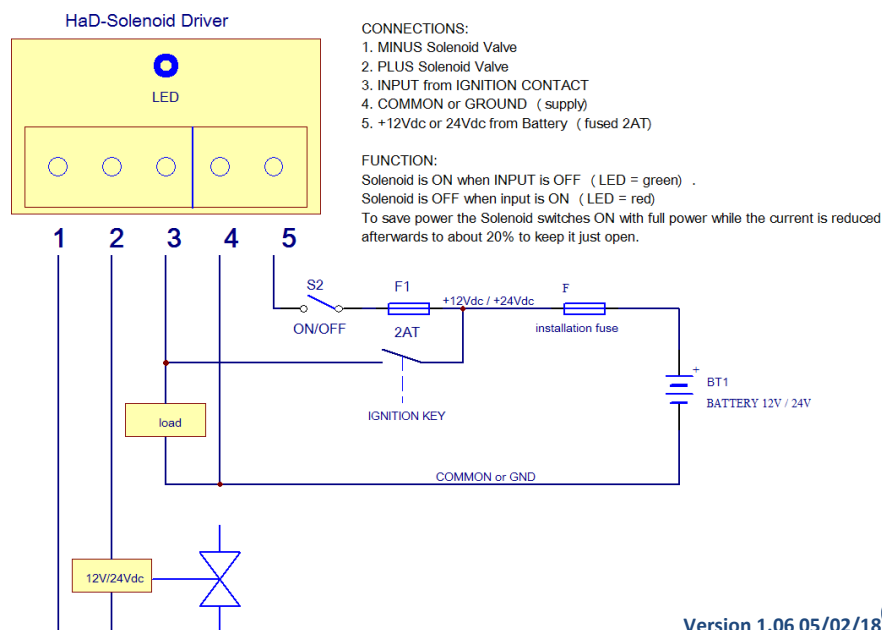 HaD-Solenoid Driver
LED
CONNECTIONS:
1. MINUS Solenoid Valve
2. PLUS Solenoid Valve
3. INPUT from IGNITION CONTACT
4. COMMON or GROUND ( supply)
5. +12Vdc or 24Vdc from Battery ( fused 2AT)
FUNCTION:
Solenoid is ON when INPUT is OFF ( LED = green) .
Solenoid is OFF when input is ON ( LED = red)
To save power the Solenoid switches ON with full power while the current is reduced
afterwards to about 20% to keep it just open.
1 2 3 4 5
S2 F1 +12Vdc / +24Vdc F
ON/OFF 2AT installation fuse
IGNITION KEY
+
BT1
BATTERY 12V / 24V
load
COMMON or GND
12V/24Vdc
Version 1.06 05/02/18